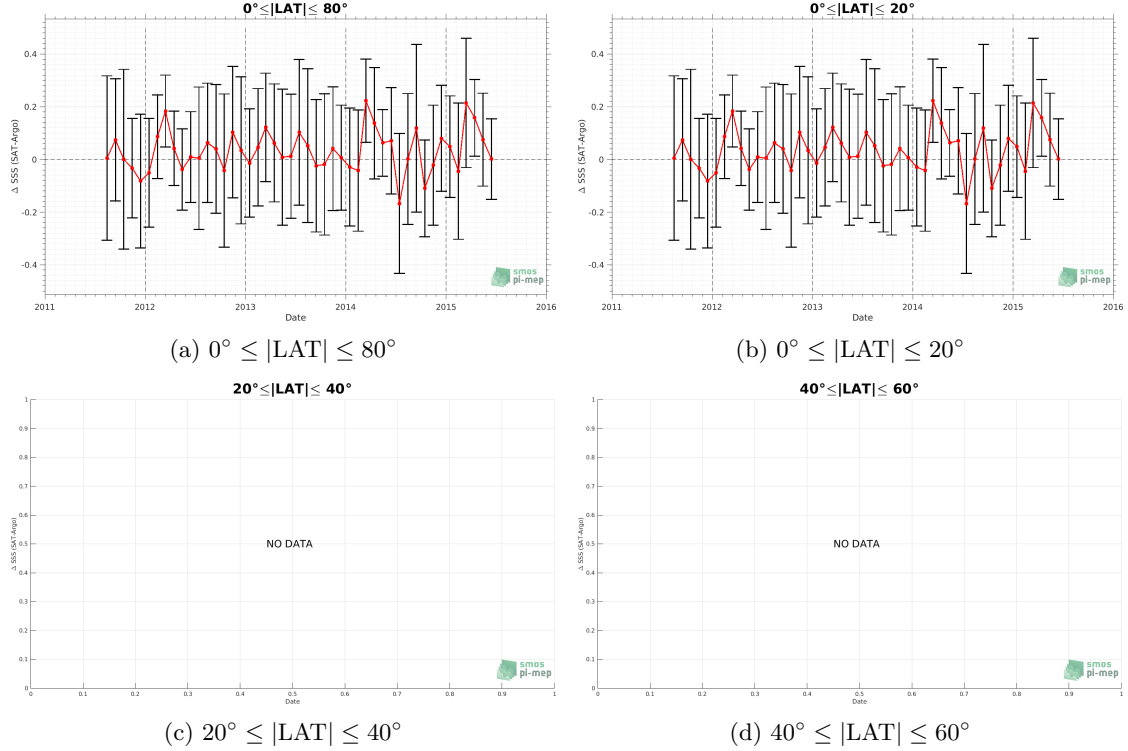 0°≤|LAT|≤ 80°
Δ SSS (SAT-Argo)
0.4
0.2
0
-0.2
-0.4
2011 2012 2013 2014 2015 2016
Date
smos
pi-mep
(a) 0° ≤ |LAT| ≤ 80°
0°≤|LAT|≤ 20°
Δ SSS (SAT-Argo)
0.4
0.2
0
-0.2
-0.4
2011 2012 2013 2014 2015 2016
Date
smos
pi-mep
(b) 0° ≤ |LAT| ≤ 20°
20°≤|LAT|≤ 40°
Δ SSS (SAT-Argo)
1
0.9
0.8
0.7
0.6
0.5
0.4
0.3
0.2
0.1
0
NO DATA
0 0.1 0.2 0.3 0.4 0.5 0.6 0.7 0.8 0.9 1
Date
smos
pi-mep
(c) 20° ≤ |LAT| ≤ 40°
40°≤|LAT|≤ 60°
Δ SSS (SAT-Argo)
1
0.9
0.8
0.7
0.6
0.5
0.4
0.3
0.2
0.1
0
NO DATA
0 0.1 0.2 0.3 0.4 0.5 0.6 0.7 0.8 0.9 1
Date
smos
pi-mep
(d) 40° ≤ |LAT| ≤ 60°